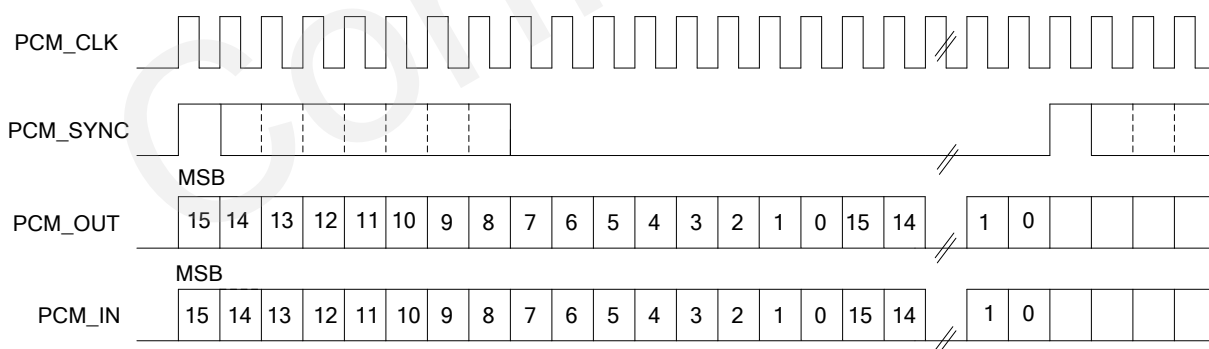 PCM_CLK
PCM_SYNC
MSB
PCM_OUT 15 14 13 12 11 10 9 8 7 6 5 4 3 2 1 0 15 14 1 0
MSB
PCM_IN 15 14 13 12 11 10 9 8 7 6 5 4 3 2 1 0 15 14 1 0